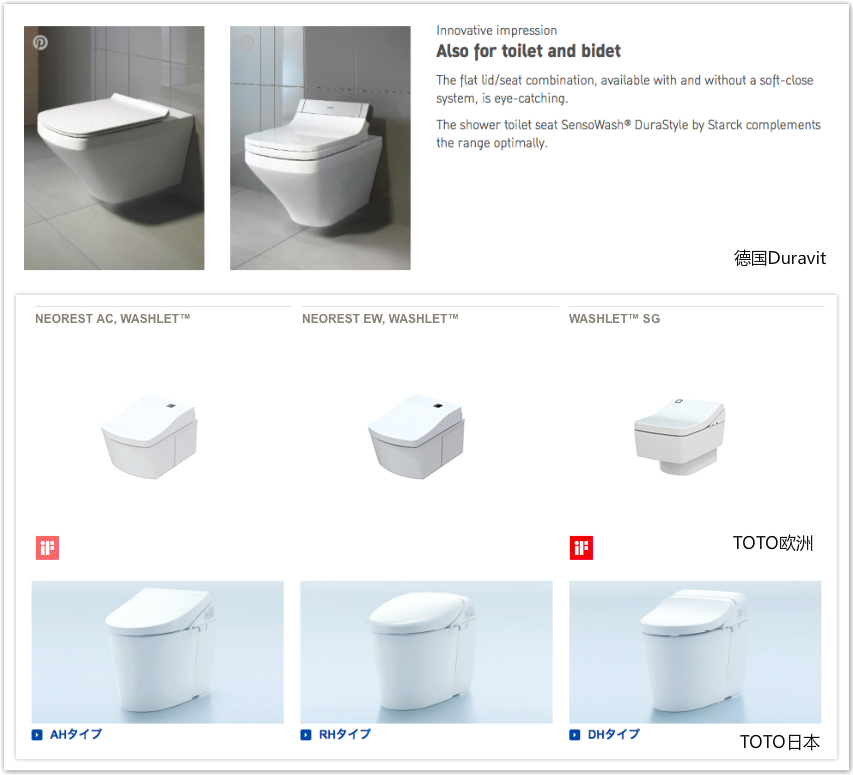 Innovative impression
Also for toilet and bidet
The flat lid/seat combination, available with and without a soft-close
system, is eye-catching.
The shower toilet seat SensoWash® DuraStyle by Starck complements
the range optimally.
德国Duravit
NEOREST AC, WASHLET™
NEOREST EW, WASHLET™
WASHLET™ SG
iF
iF
TOTO欧洲
AHタイプ
RHタイプ
DHタイプ
TOTO日本